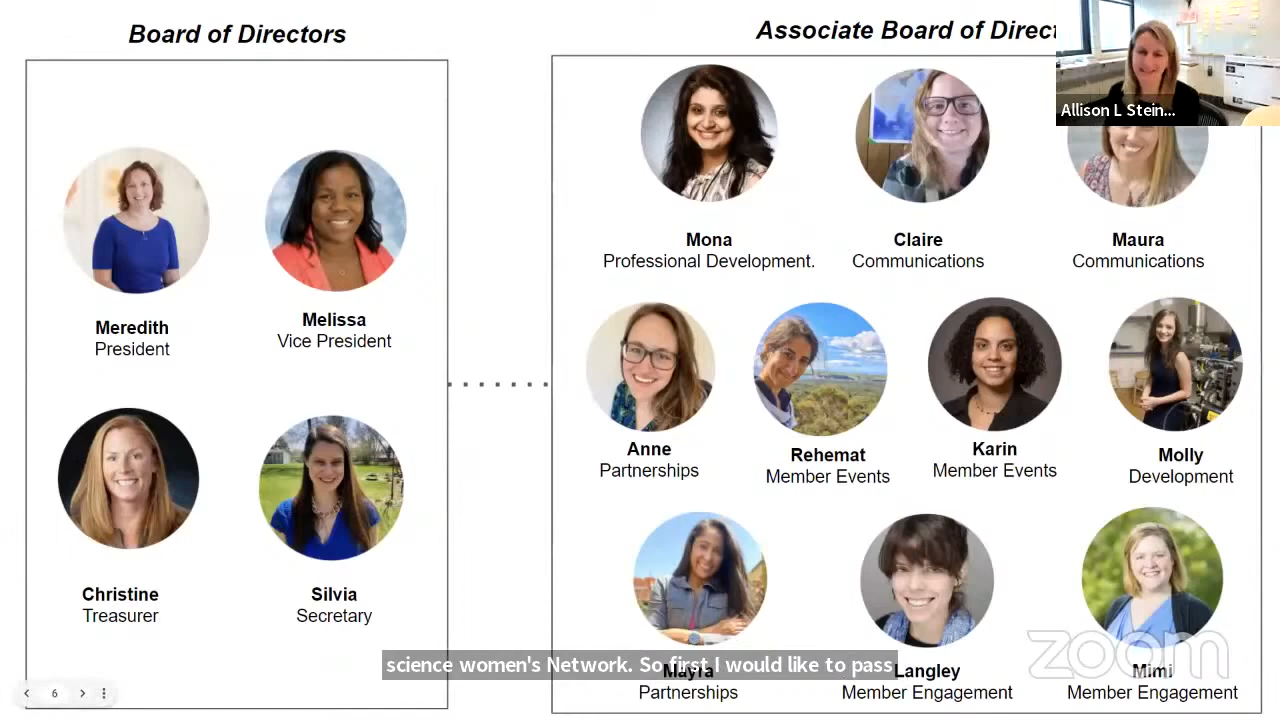 Board of Directors
Associate Board of Direct
Allison L Stein...
Mona
Professional Development.
Claire
Communications
Maura
Communications
Meredith
President
Melissa
Vice President
Anne
Partnerships
Rehemat
Member Events
Karin
Member Events
Molly
Development
Christine
Treasurer
Silvia
Secretary
science women's Network. So first I would like to pass
Mayra
Partnerships
Langley
Member Engagement
Mimi
Member Engagement
zoom
6